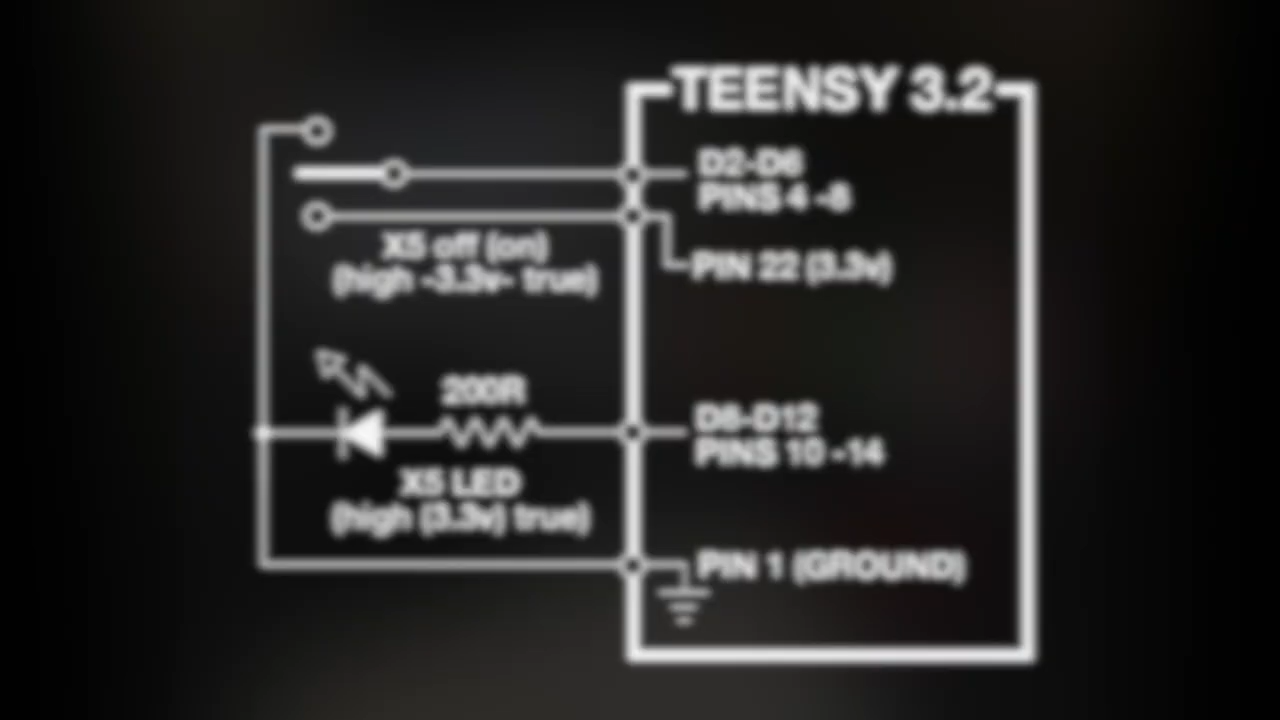 TEENSY 3.2
D2-D6
PINS 4 -8
X5 off (on)
(high -3.3v- true)
PIN 22 (3.3v)
200R
D8-D12
PINS 10 -14
X5 LED
(high (3.3v) true)
PIN 1 (GROUND)